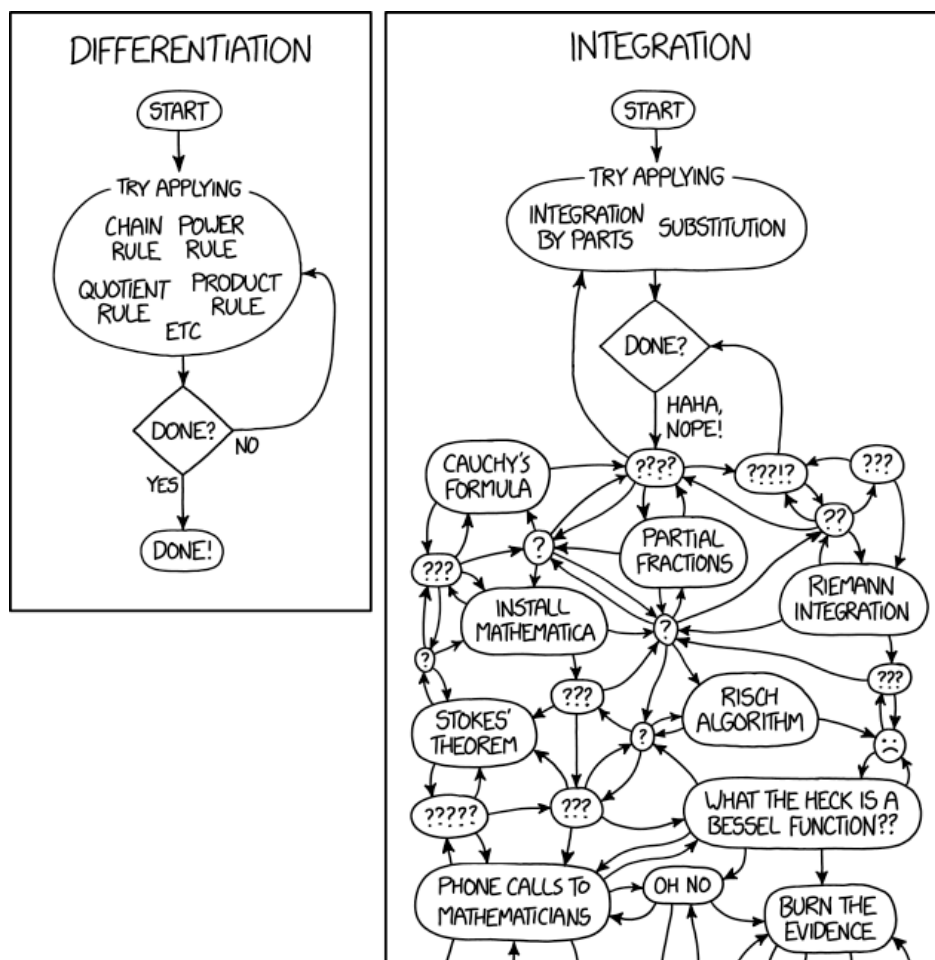 DIFFERENTIATION
START
TRY APPLYING
CHAIN
RULE
POWER
RULE
QUOTIENT
RULE
PRODUCT
RULE
ETC
DONE?
NO
YES
DONE!
INTEGRATION
START
TRY APPLYING
INTEGRATION
BY PARTS
SUBSTITUTION
DONE?
HAHA,
NOPE!
CAUCHY'S
FORMULA
????
???!?
???
??
?
PARTIAL
FRACTIONS
???
RIEMANN
INTEGRATION
INSTALL
MATHEMATICA
?
?
???
???
RISCH
ALGORITHM
STOKES'
THEOREM
?
?????
???
WHAT THE HECK IS A
BESSEL FUNCTION??
PHONE CALLS TO
MATHEMATICIANS
OH NO
BURN THE
EVIDENCE